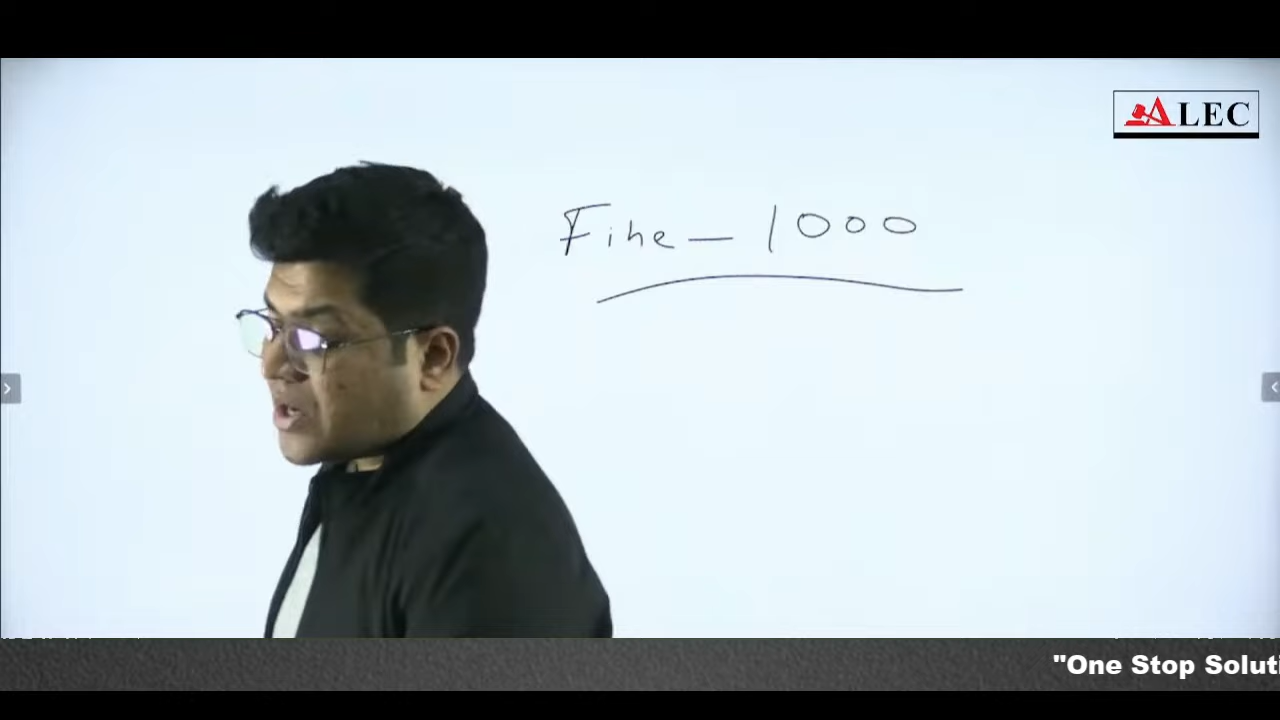 ALEC
Fine – 1000
"One Stop Soluti